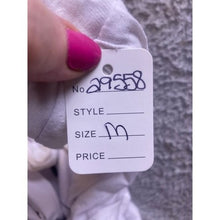 No 29558
STYLE
SIZE M
PRICE